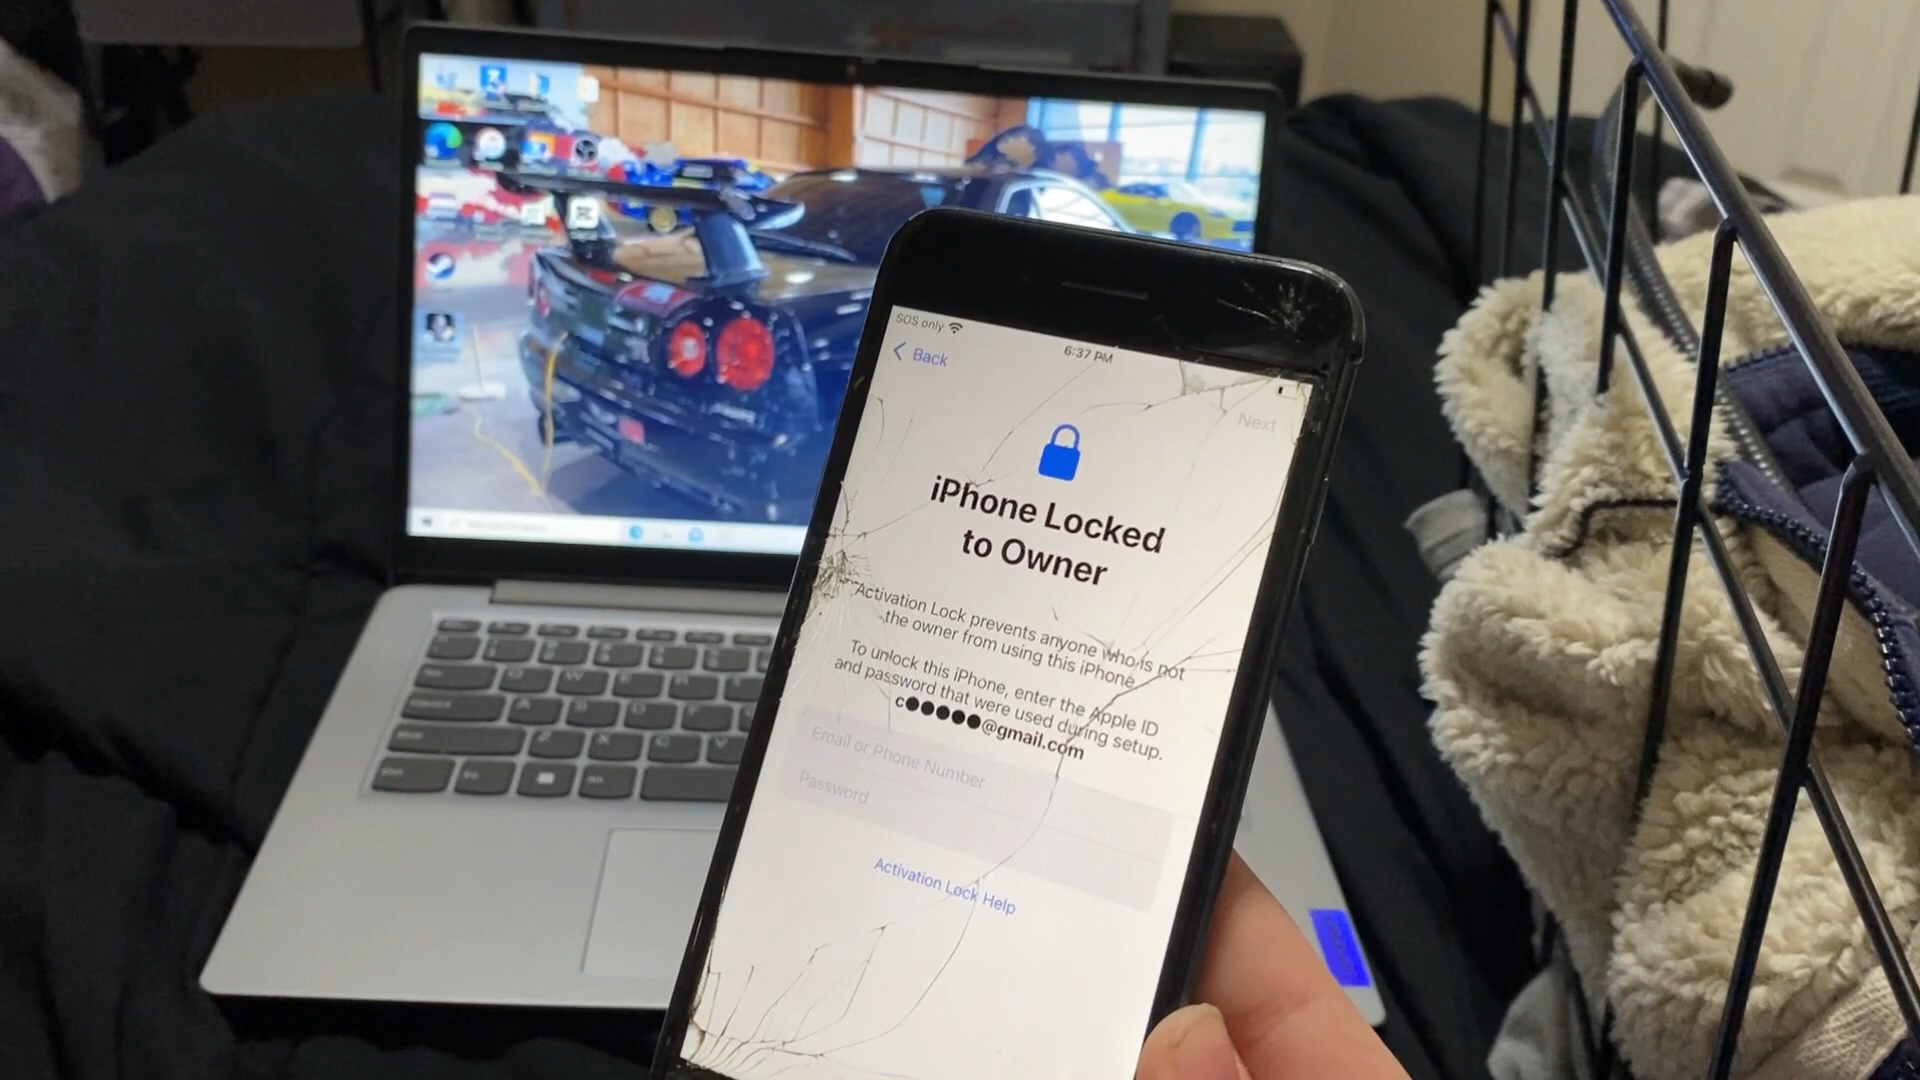 SOS only
6:37 PM
Back
Next
iPhone Locked
to Owner
Activation Lock prevents anyone who is not
the owner from using this iPhone
To unlock this iPhone, enter the Apple ID
and password that were used during setup.
c●●●●●@gmail.com
Email or Phone Number
Password
Activation Lock Help